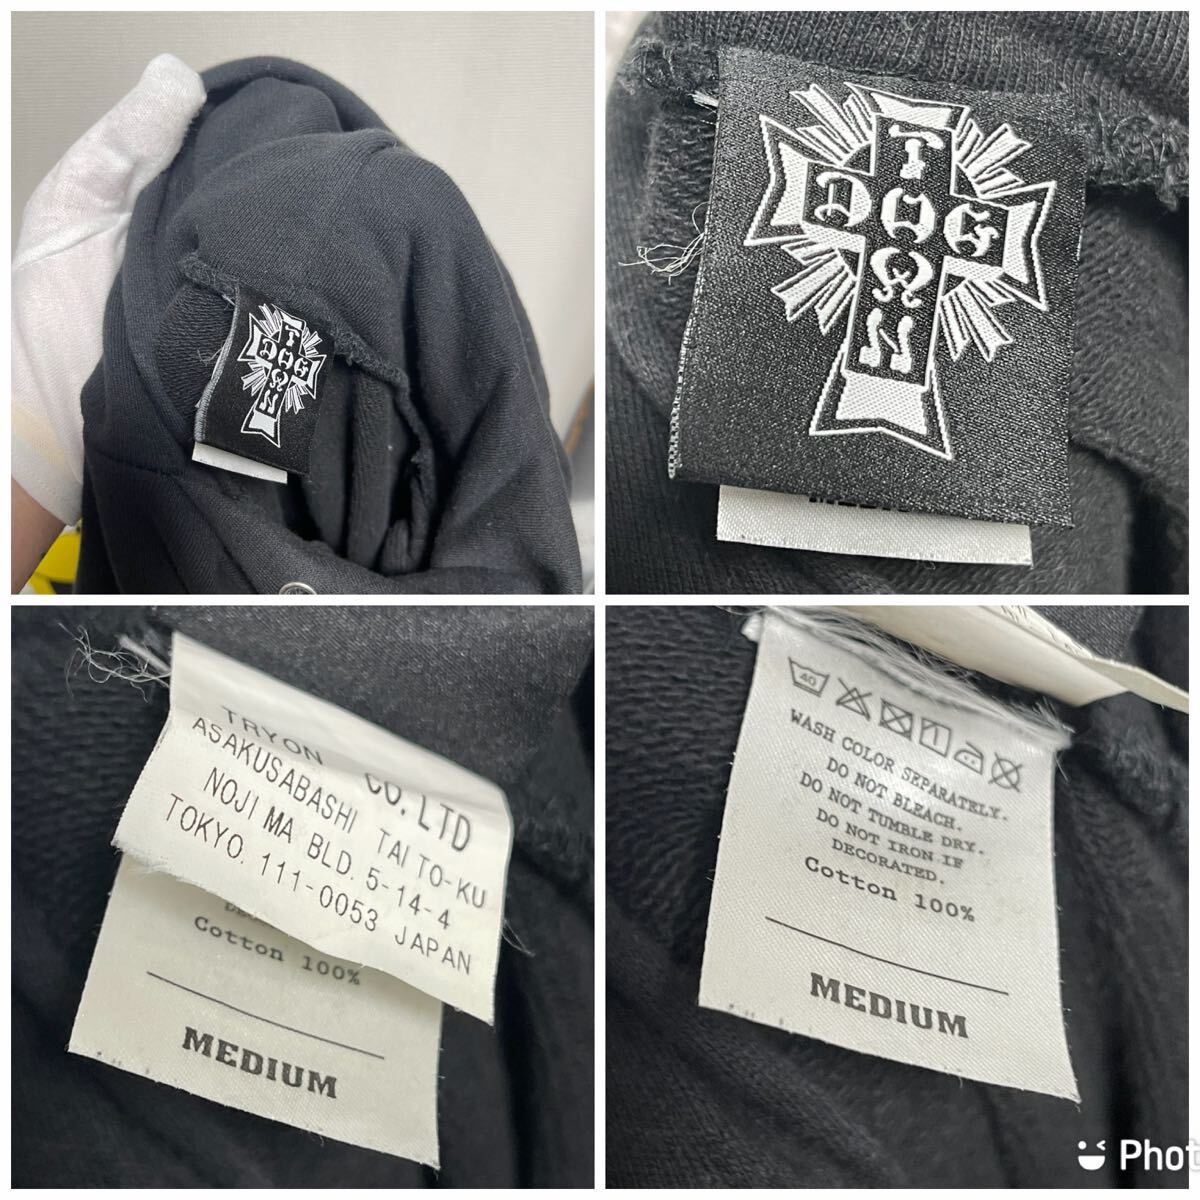 T
DOG
W
N
T
DOG
W
N
TRYON CO.,LTD
ASAKUSABASHI TAITO-KU
NOJIMA BLD. 5-14-4
TOKYO. 111-0053 JAPAN
Cotton 100%
MEDIUM
40
WASH COLOR SEPARATELY.
DO NOT BLEACH.
DO NOT TUMBLE DRY.
DO NOT IRON IF
DECORATED.
Cotton 100%
MEDIUM
Phot